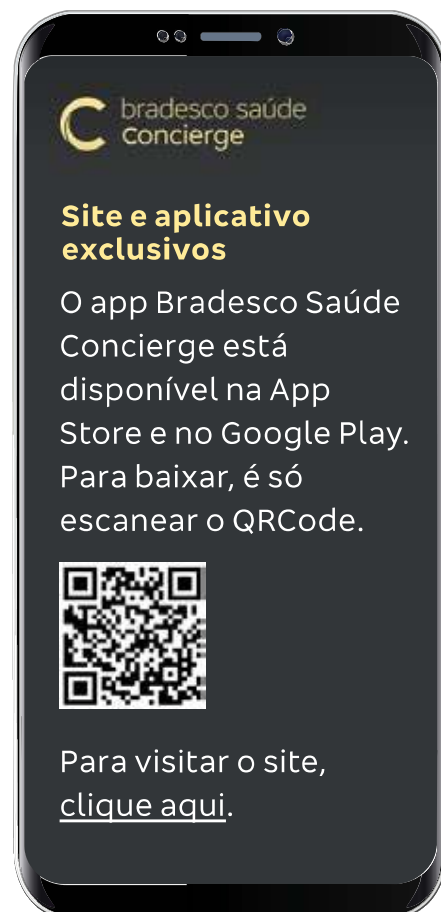 bradesco saúde
concierge
Site e aplicativo
exclusivos
O app Bradesco Saúde
Concierge está
disponível na App
Store e no Google Play.
Para baixar, é só
escanear o QRCode.
Para visitar o site,
clique aqui.